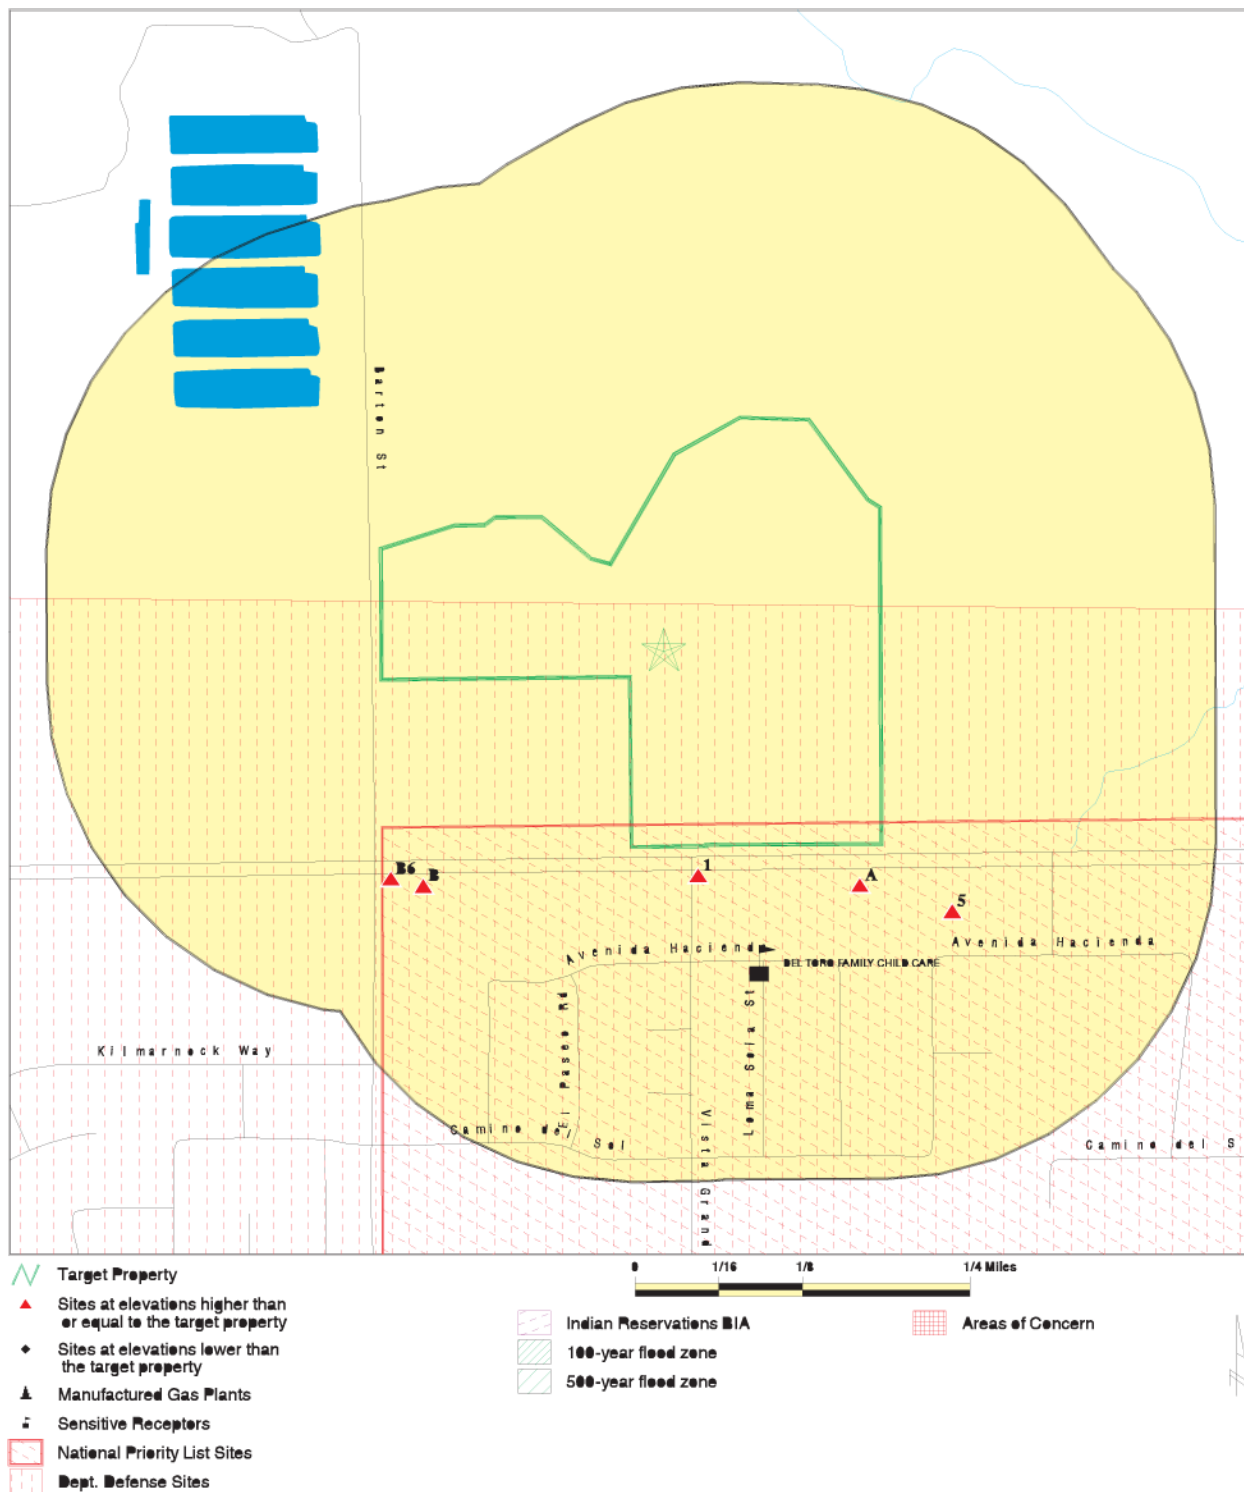 Barton St
B6
B
1
A
5
Avenida Hacienda
Avenida Hacienda
DEL TORO FAMILY CHILD CARE
El Paseo Rd
Loma Seia St
Kilmarnock Way
Camino del Sol
Vista Grand
Camino del S
0 1/16 1/8 1/4 Miles
Target Property
Sites at elevations higher than
or equal to the target property
Sites at elevations lower than
the target property
Manufactured Gas Plants
Sensitive Receptors
National Priority List Sites
Dept. Defense Sites
Indian Reservations BIA
100-year flood zone
500-year flood zone
Areas of Concern